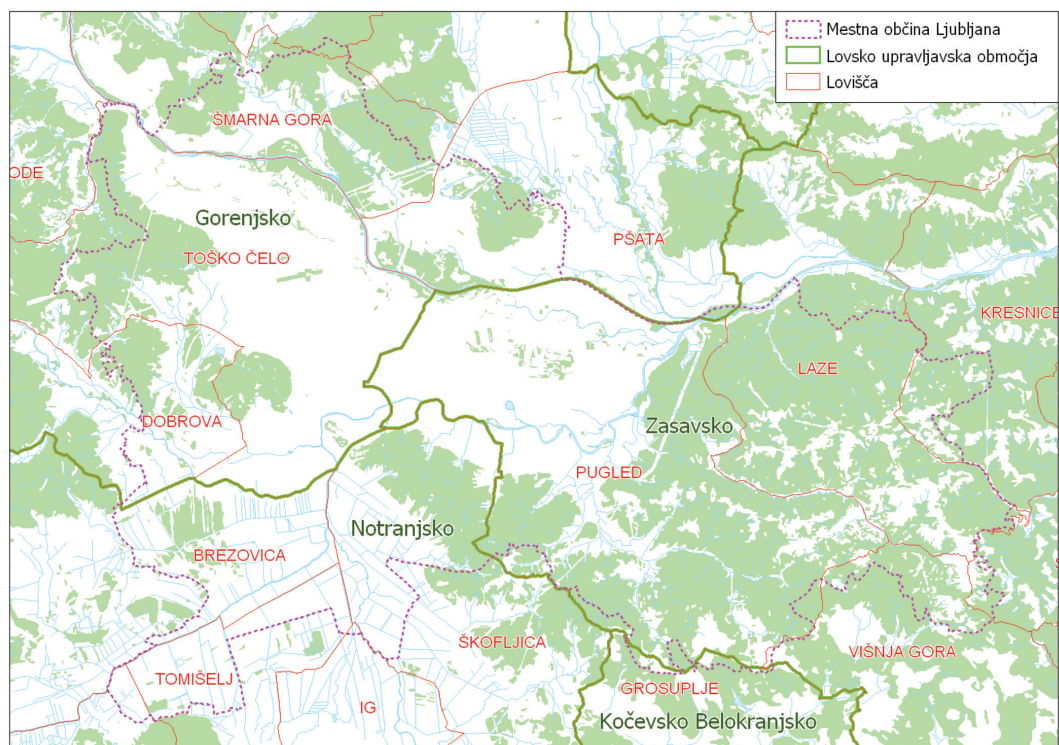 Mestna občina Ljubljana
Lovsko upravljavska območja
Lovišča
ŠMARNA GORA
ODE
Gorenjsko
PŠATA
TOŠKO ČELO
KRESNICE
LAZE
DOBROVA
Zasavsko
PUGLED
Notranjsko
BREZOVICA
ŠKOFLJICA
VIŠNJA GORA
TOMIŠELJ
GROSUPLJE
IG
Kočevsko Belokranjsko